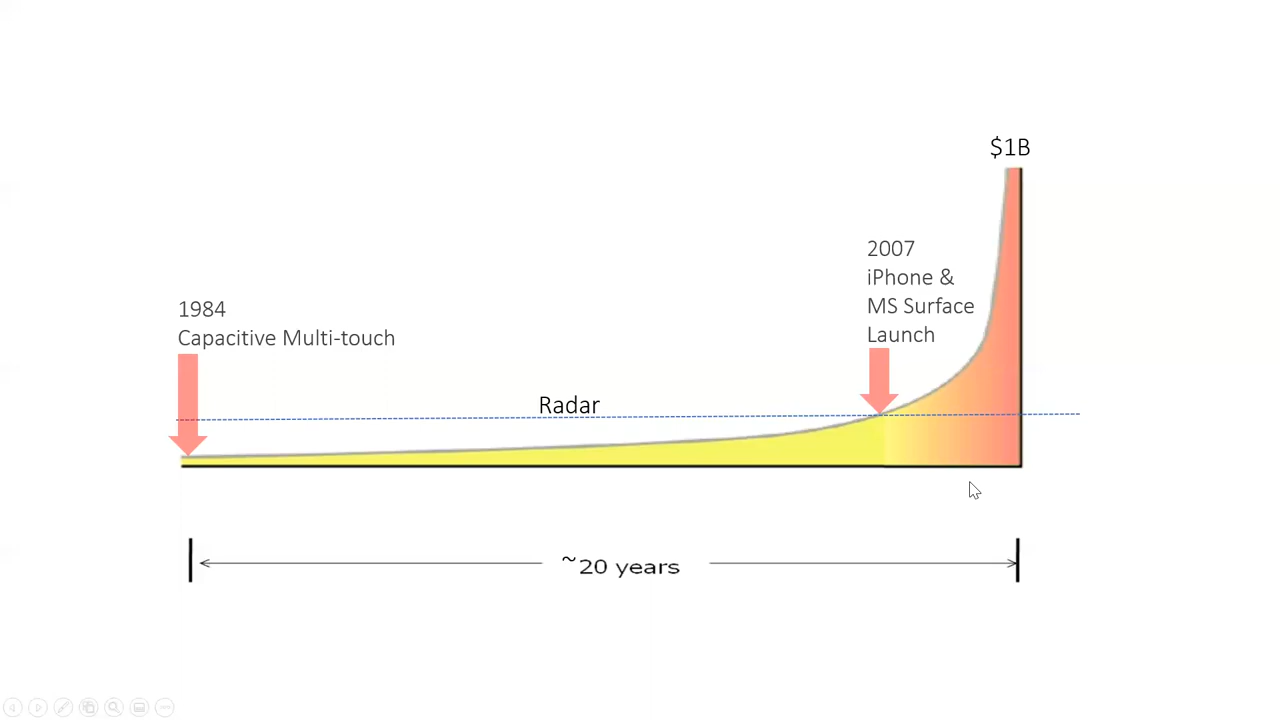 $1B
2007
iPhone &
MS Surface
Launch
1984
Capacitive Multi-touch
Radar
~20 years